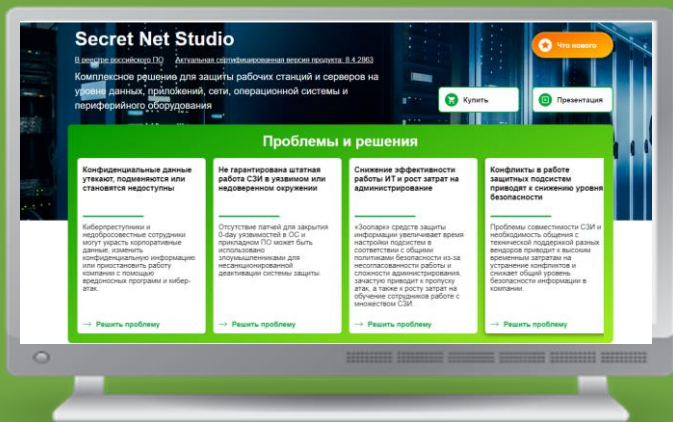 Secret Net Studio
В реестре российского ПО Актуальная сертифицированная версия продукта: 8.4.2863
Комплексное решение для защиты рабочих станций и серверов на
уровне данных, приложений, сети, операционной системы и
периферийного оборудования
Что нового
Купить
Презентация
Проблемы и решения
Конфиденциальные данные
утекают, подменяются или
становятся недоступны
Киберпреступники и
недобросовестные сотрудники
могут украсть корпоративные
данные, изменить
конфиденциальную информацию
или приостановить работу
компании с помощью
вредоносных программ и кибер-
атак.
→ Решить проблему
Не гарантирована штатная
работа СЗИ в уязвимом или
недоверенном окружении
Отсутствие патчей для закрытия
0-day уязвимостей в ОС и
прикладном ПО может быть
использовано
злоумышленниками для
несанкционированной
деактивации системы защиты
→ Решить проблему
Снижение эффективности
работы ИТ и рост затрат на
администрирование
«Зоопарк» средств защиты
информации увеличивает время
настройки подсистем в
соответствии с общими
политиками безопасности из-за
несогласованности работы и
сложности администрирования.
зачастую приводит к пропуску
атак, а также к росту затрат на
обучение сотрудников работе с
множеством СЗИ.
→ Решить проблему
Конфликты в работе
защитных подсистем
приводят к снижению уровня
безопасности
Проблемы совместимости СЗИ и
необходимость общения с
технической поддержкой разных
вендоров приводит к высоким
временным затратам на
устранение конфликтов и
снижает общий уровень
безопасности информации в
компании.
→ Решить проблему